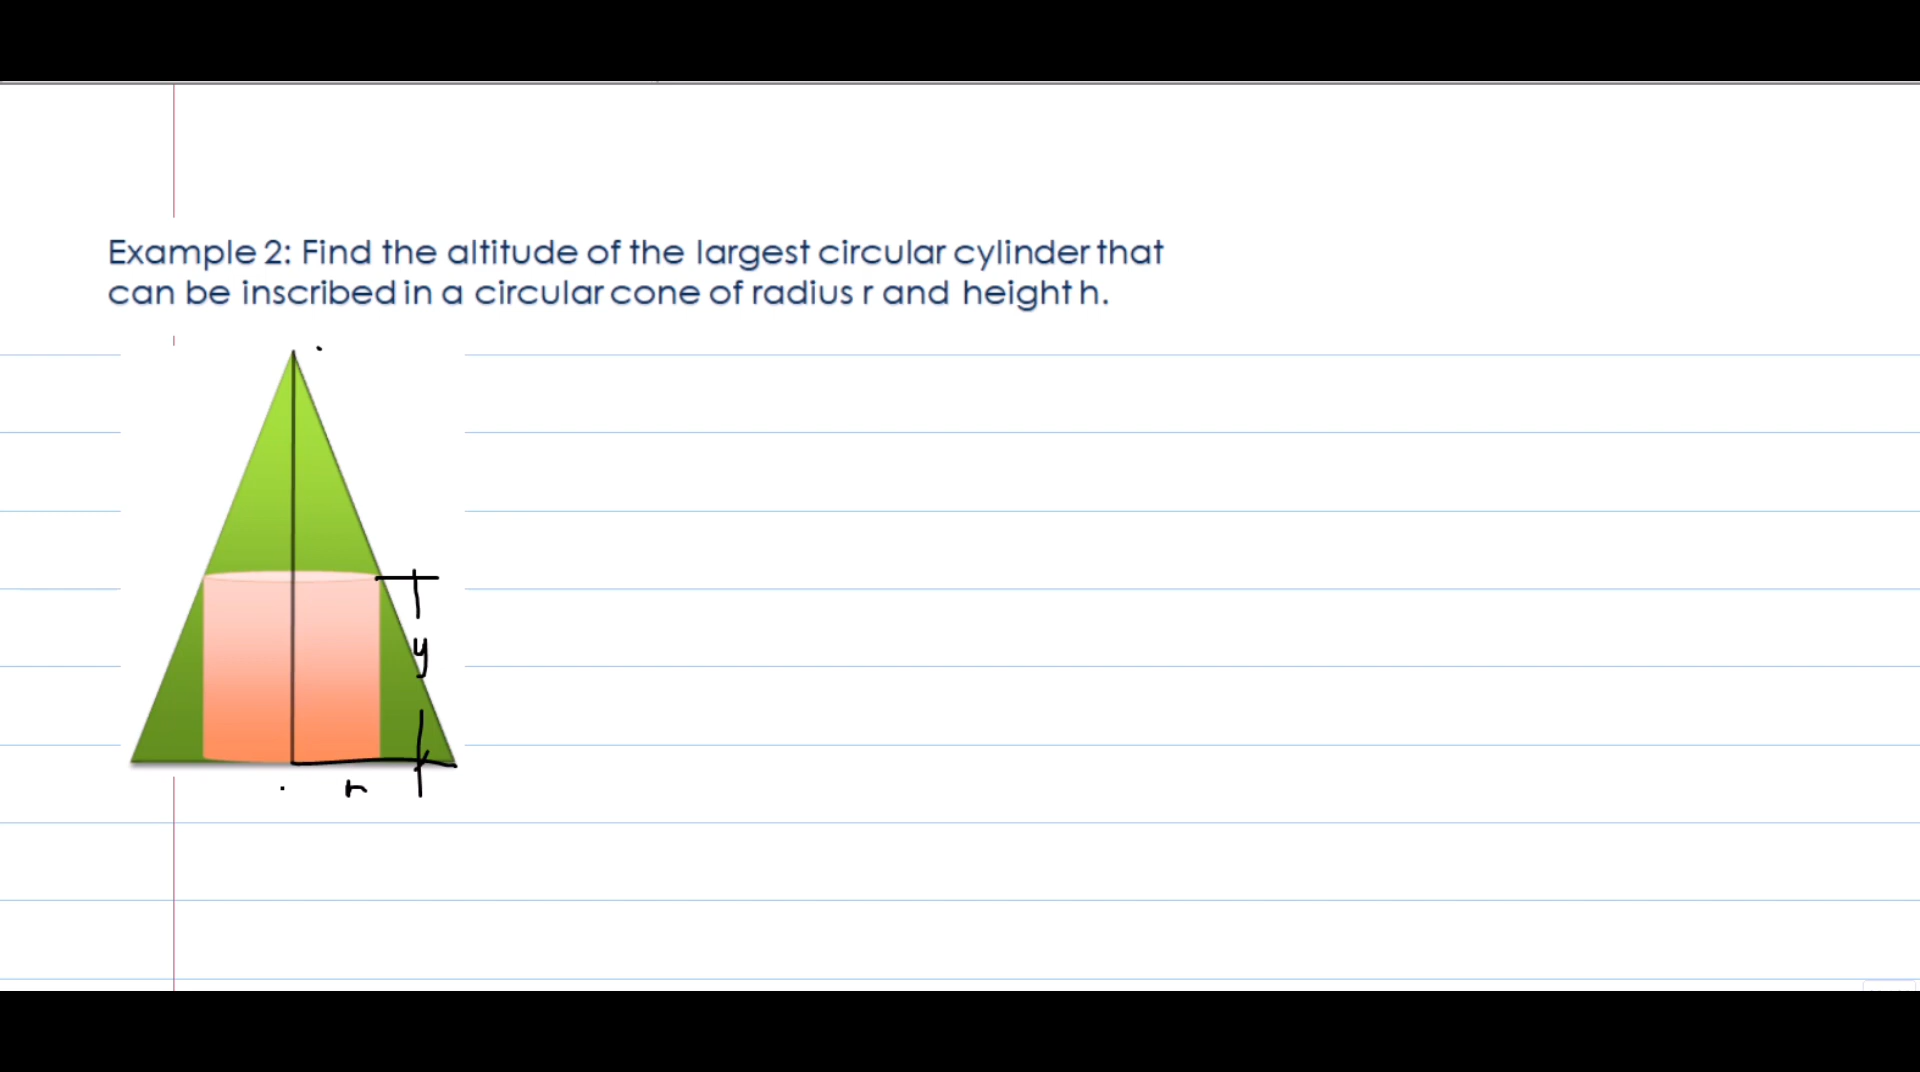 Example 2: Find the altitude of the largest circular cylinder that
can be inscribed in a circular cone of radius r and height h.
y
r